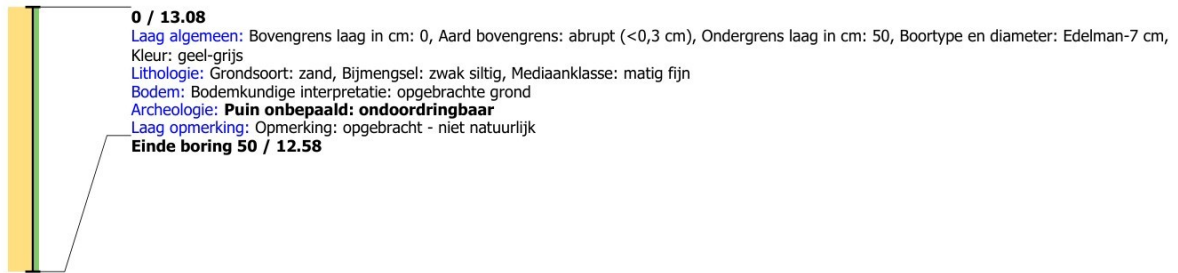 0 / 13.08
Laag algemeen: Bovengrens laag in cm: 0, Aard bovengrens: abrupt (<0,3 cm), Ondergrens laag in cm: 50, Boortype en diameter: Edelman-7 cm,
Kleur: geel-grijs
Lithologie: Grondsoort: zand, Bijmengsel: zwak siltig, Mediaanklasse: matig fijn
Bodem: Bodemkundige interpretatie: opgebrachte grond
Archeologie: Puin onbepaald: ondoordringbaar
Laag opmerking: Opmerking: opgebracht - niet natuurlijk
Einde boring 50 / 12.58